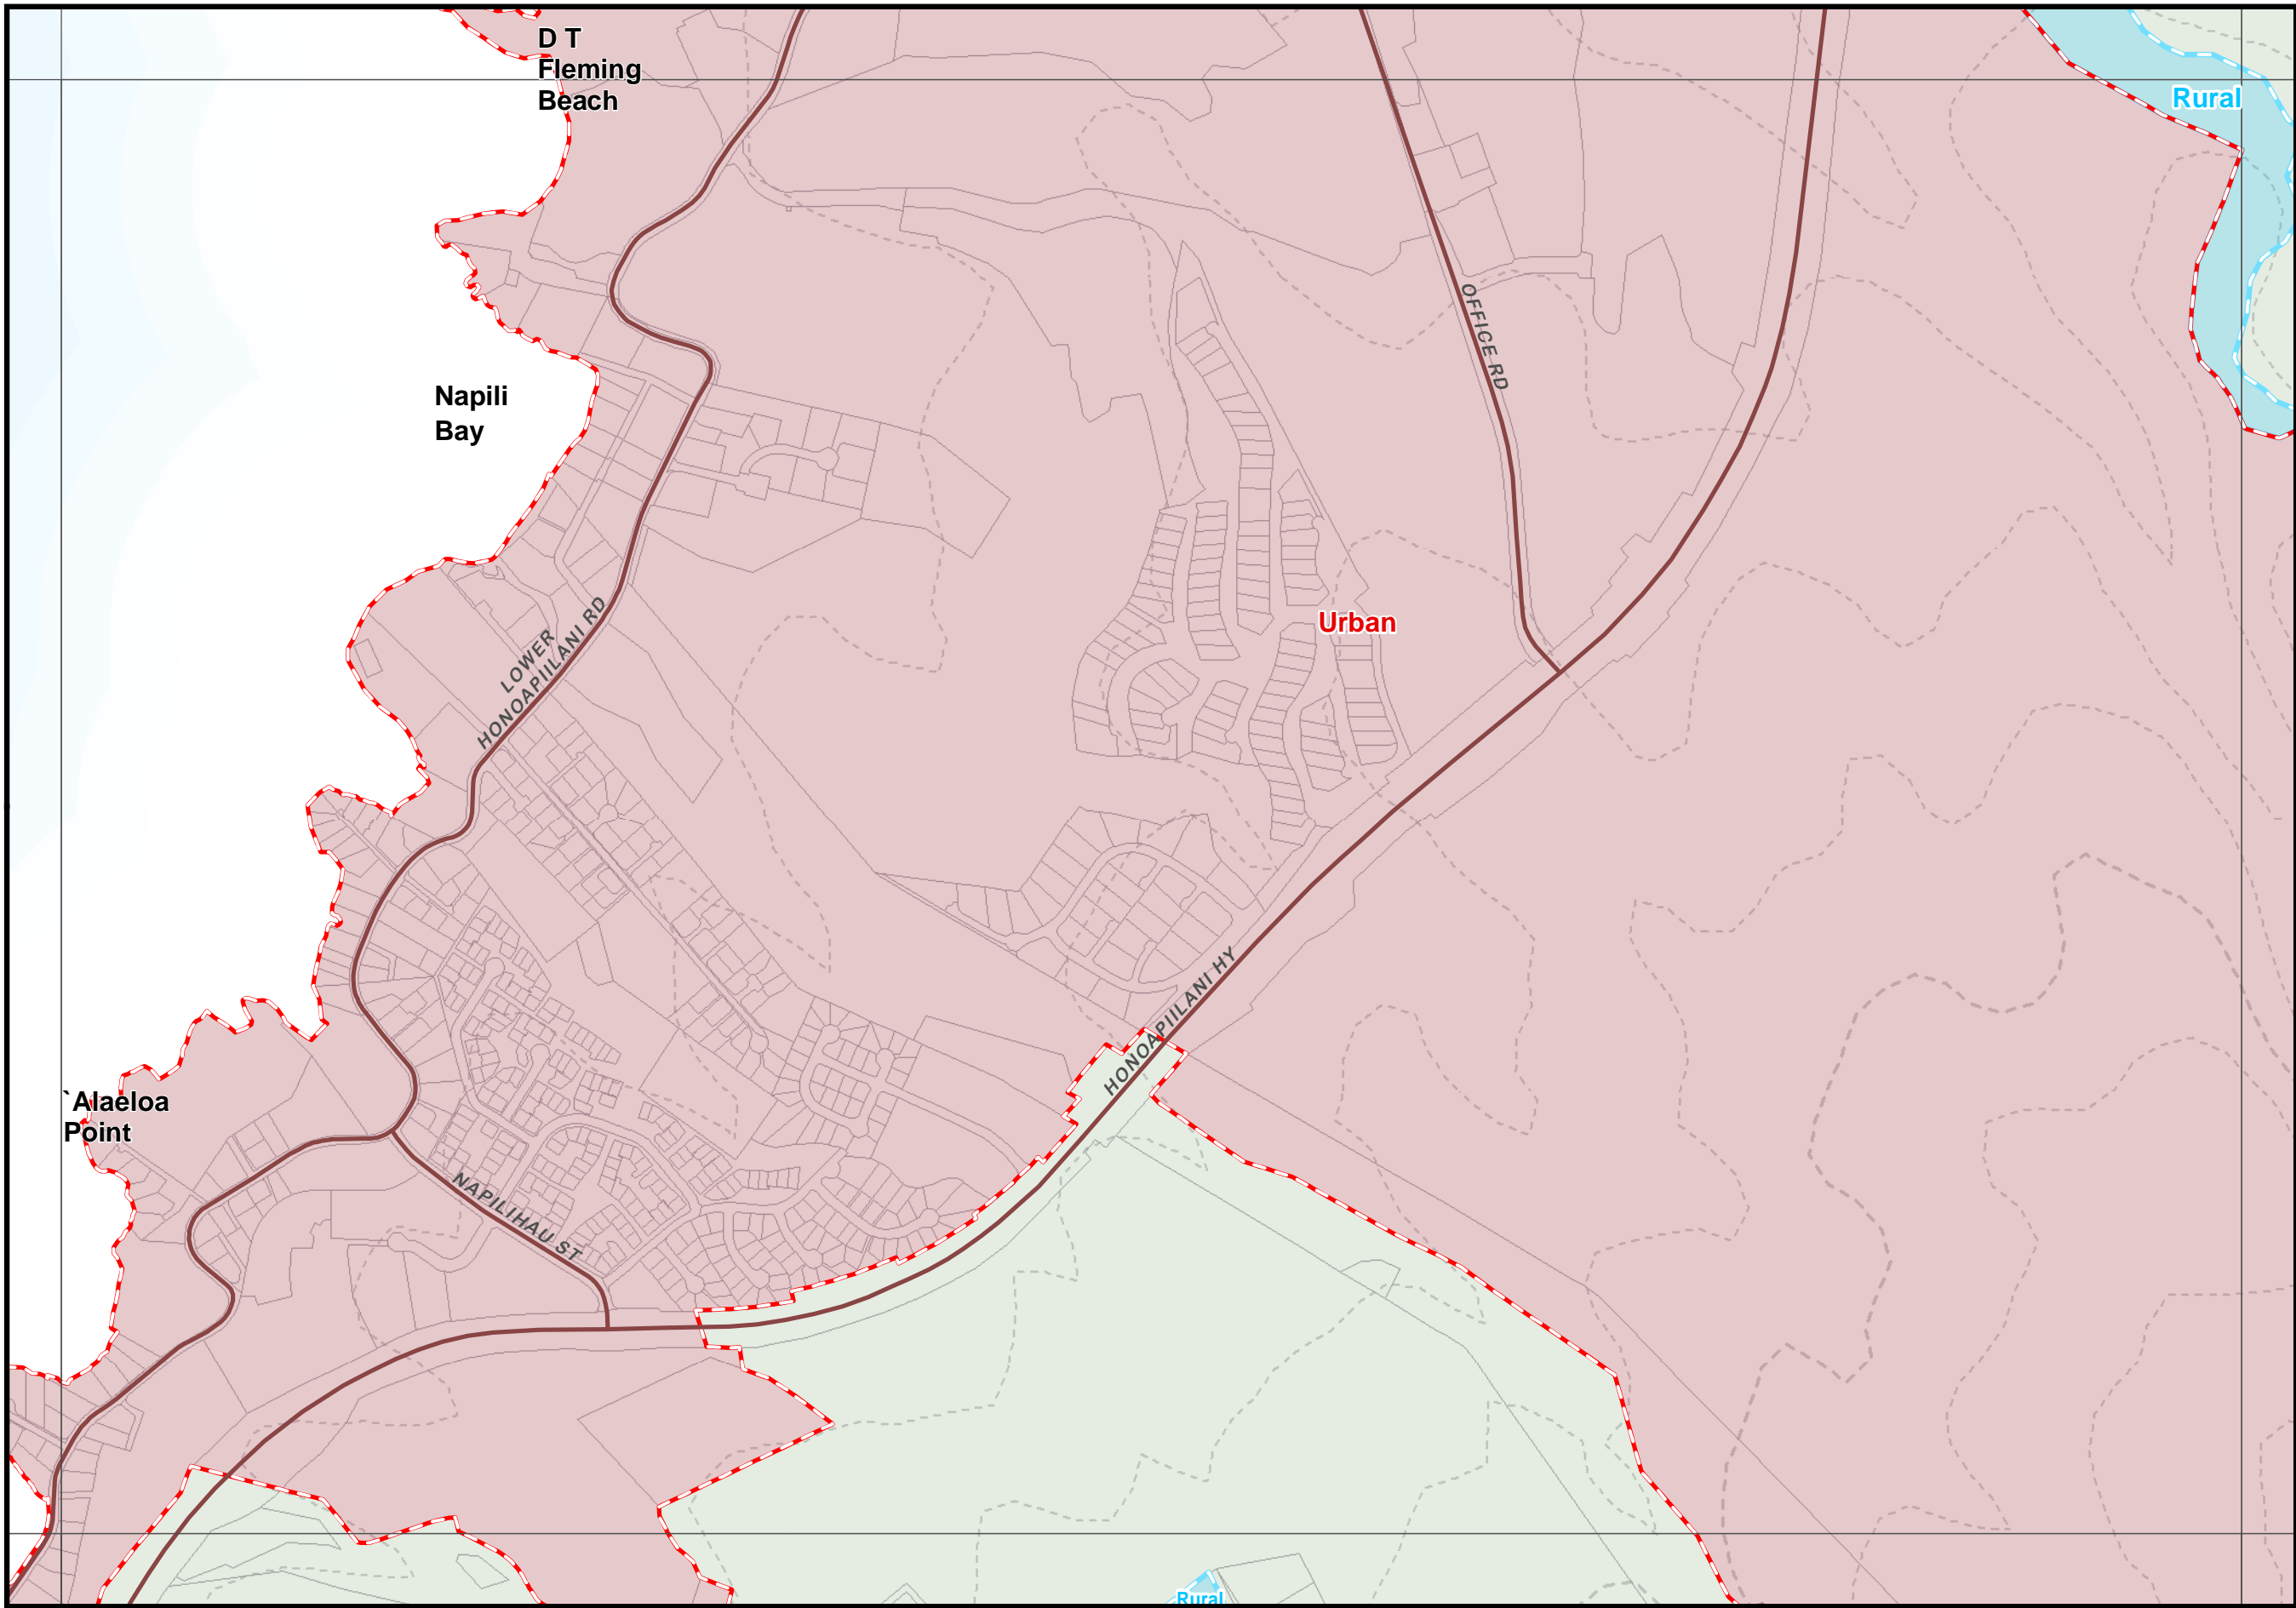 D T
Fleming
Beach
Rural
OFFICE RD
Napili
Bay
Urban
LOWER
HONOAPIILANI RD
HONOAPIILANI HY
`Alaeloa
Point
NAPILIHAU ST
Rural